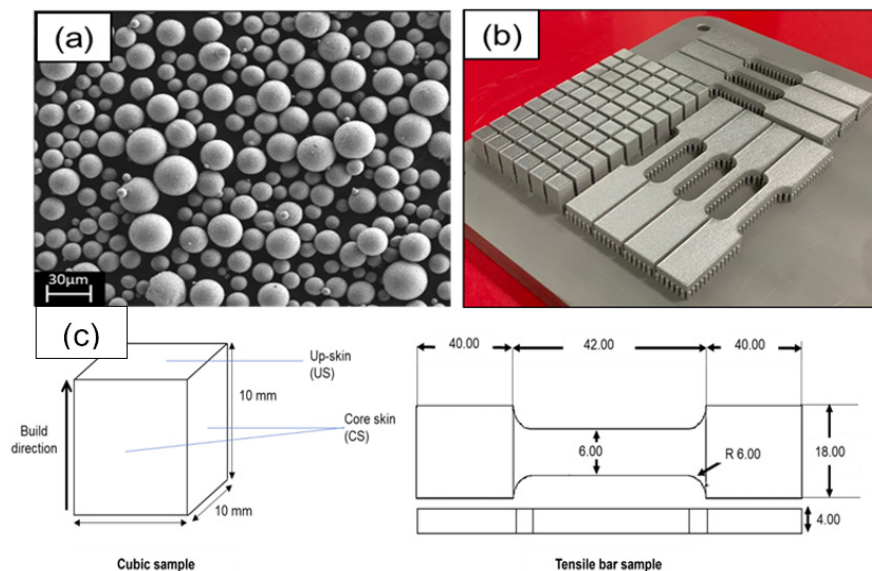 (a)
30µm
(b)
(c)
Up-skin
(US)
10 mm
Core skin
(CS)
Build
direction
10 mm
Cubic sample
40.00
42.00
40.00
6.00
R 6.00
18.00
4.00
Tensile bar sample